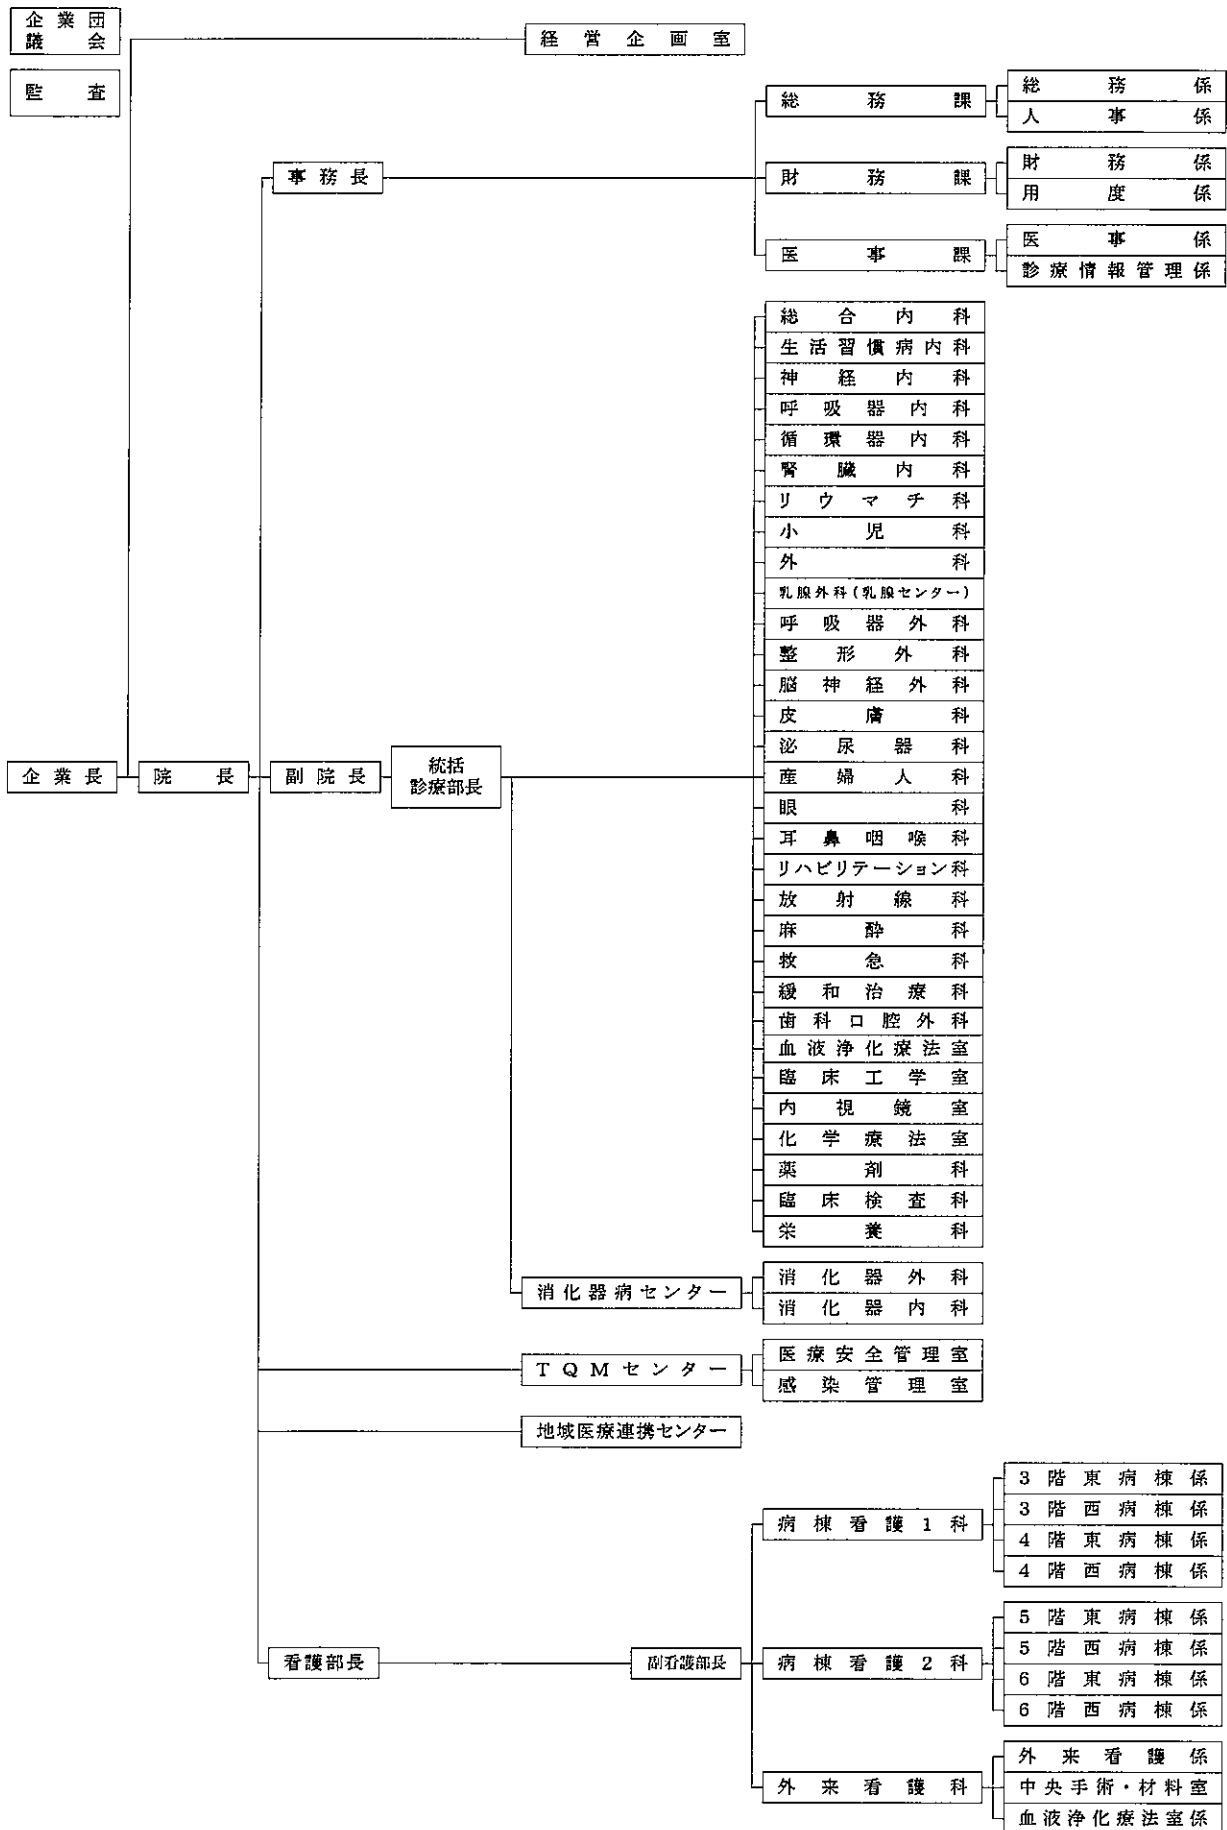 企業団
議会
監査
経営企画室
総務課
総務係
人事係
事務長
財務課
財務係
用度係
医事課
医事係
診療情報管理係
総合内科
生活習慣病内科
神経内科
呼吸器内科
循環器内科
腎臓内科
リウマチ科
小児科
外科
乳腺外科(乳腺センター)
呼吸器外科
整形外科
脳神経外科
皮膚科
泌尿器科
企業長
院長
副院長
統括
診療部長
産婦人科
眼科
耳鼻咽喉科
リハビリテーション科
放射線科
麻酔科
救急科
緩和治療科
歯科口腔外科
血液浄化療法室
臨床工学室
内視鏡室
化学療法室
薬剤科
臨床検査科
栄養科
消化器病センター
消化器外科
消化器内科
TQMセンター
医療安全管理室
感染管理室
地域医療連携センター
病棟看護1科
3階東病棟係
3階西病棟係
4階東病棟係
4階西病棟係
看護部長
副看護部長
病棟看護2科
5階東病棟係
5階西病棟係
6階東病棟係
6階西病棟係
外来看護科
外来看護係
中央手術・材料室
血液浄化療法室係